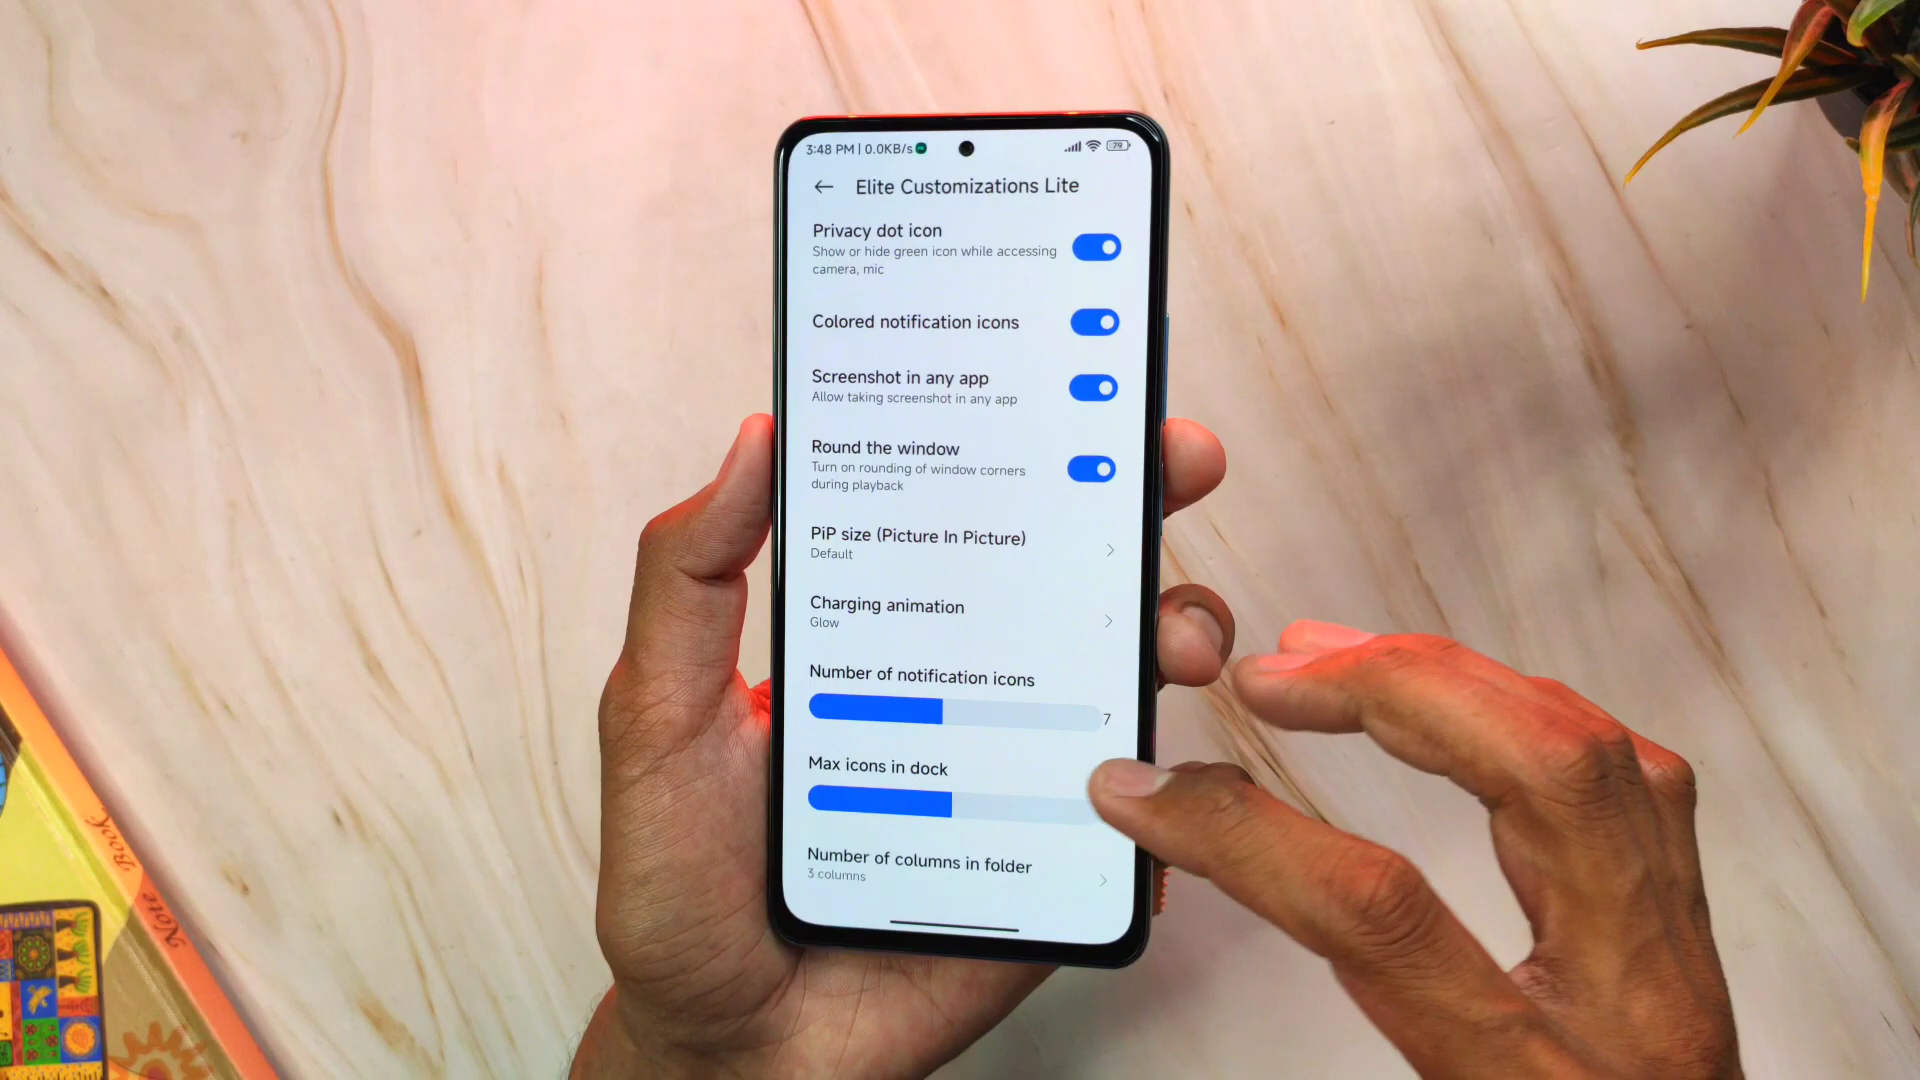 3:48 PM | 0.0KB/s
79
Elite Customizations Lite
Privacy dot icon
Show or hide green icon while accessing
camera, mic
Colored notification icons
Screenshot in any app
Allow taking screenshot in any app
Round the window
Turn on rounding of window corners
during playback
PiP size (Picture In Picture)
Default
Charging animation
Glow
Number of notification icons
7
Max icons in dock
Number of columns in folder
3 columns
Note Book